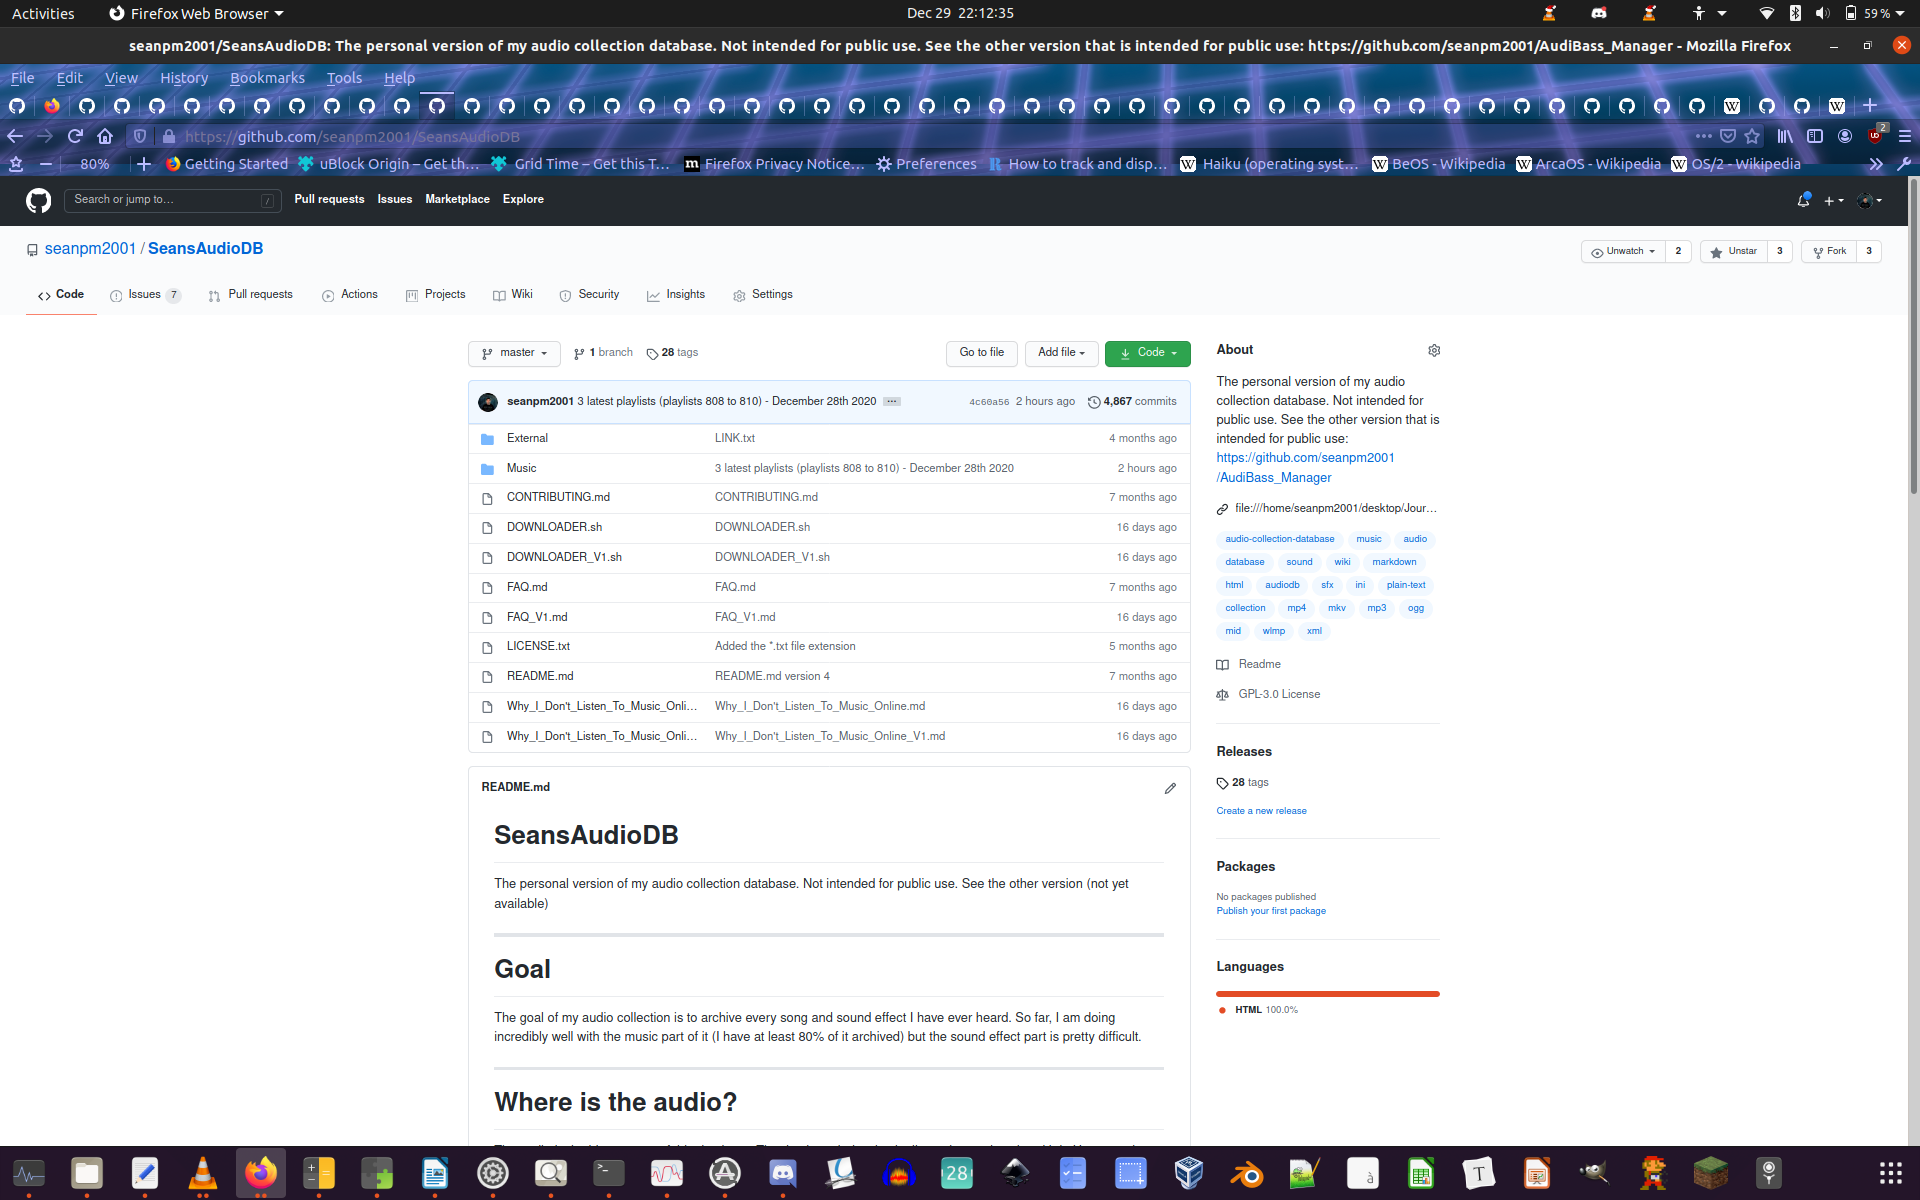 Activities
Firefox Web Browser
Dec 29 22:12:35
59 %
seanpm2001/SeansAudioDB: The personal version of my audio collection database. Not intended for public use. See the other version that is intended for public use: https://github.com/seanpm2001/AudiBass_Manager - Mozilla Firefox
File Edit View History Bookmarks Tools Help
https://github.com/seanpm2001/SeansAudioDB
2
80%
Getting Started
uBlock Origin – Get th…
Grid Time – Get this T…
Firefox Privacy Notice…
Preferences
How to track and disp…
Haiku (operating syst…
BeOS - Wikipedia
ArcaOS - Wikipedia
OS/2 - Wikipedia
Search or jump to…
/
Pull requests
Issues
Marketplace
Explore
seanpm2001 / SeansAudioDB
Unwatch 2
Unstar 3
Fork 3
Code
Issues 7
Pull requests
Actions
Projects
Wiki
Security
Insights
Settings
master
1 branch
28 tags
Go to file
Add file
Code
seanpm2001 3 latest playlists (playlists 808 to 810) - December 28th 2020 ...
4c60a56 2 hours ago
4,867 commits
External LINK.txt 4 months ago
Music 3 latest playlists (playlists 808 to 810) - December 28th 2020 2 hours ago
CONTRIBUTING.md CONTRIBUTING.md 7 months ago
DOWNLOADER.sh DOWNLOADER.sh 16 days ago
DOWNLOADER_V1.sh DOWNLOADER_V1.sh 16 days ago
FAQ.md FAQ.md 7 months ago
FAQ_V1.md FAQ_V1.md 16 days ago
LICENSE.txt Added the *.txt file extension 5 months ago
README.md README.md version 4 7 months ago
Why_I_Don't_Listen_To_Music_Onli… Why_I_Don't_Listen_To_Music_Online.md 16 days ago
Why_I_Don't_Listen_To_Music_Onli… Why_I_Don't_Listen_To_Music_Online_V1.md 16 days ago
README.md
SeansAudioDB
The personal version of my audio collection database. Not intended for public use. See the other version (not yet
available)
Goal
The goal of my audio collection is to archive every song and sound effect I have ever heard. So far, I am doing
incredibly well with the music part of it (I have at least 80% of it archived) but the sound effect part is pretty difficult.
Where is the audio?
About
The personal version of my audio
collection database. Not intended for
public use. See the other version that is
intended for public use:
https://github.com/seanpm2001
/AudiBass_Manager
file:///home/seanpm2001/desktop/Jour…
audio-collection-database music audio
database sound wiki markdown
html audiodb sfx ini plain-text
collection mp4 mkv mp3 ogg
mid wlmp xml
Readme
GPL-3.0 License
Releases
28 tags
Create a new release
Packages
No packages published
Publish your first package
Languages
HTML 100.0%
28